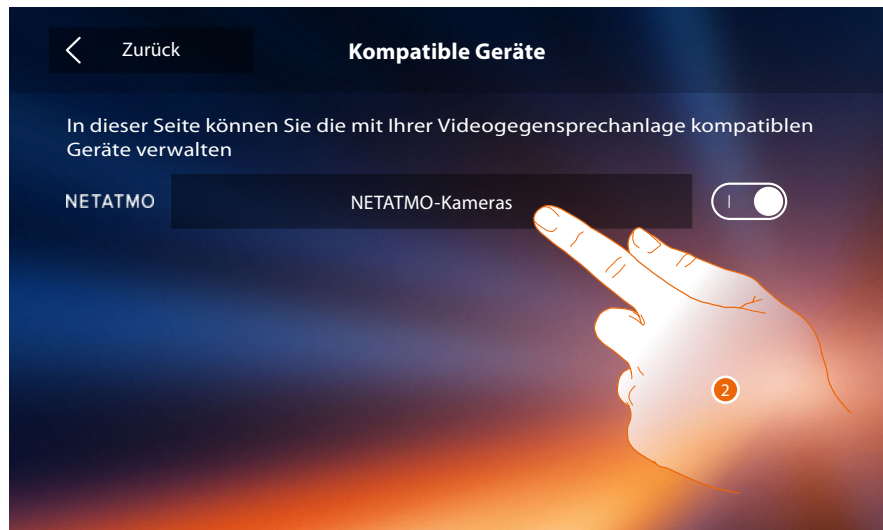 Zurück
Kompatible Geräte
In dieser Seite können Sie die mit Ihrer Videogegensprechanlage kompatiblen
Geräte verwalten
NETATMO
NETATMO-Kameras
2